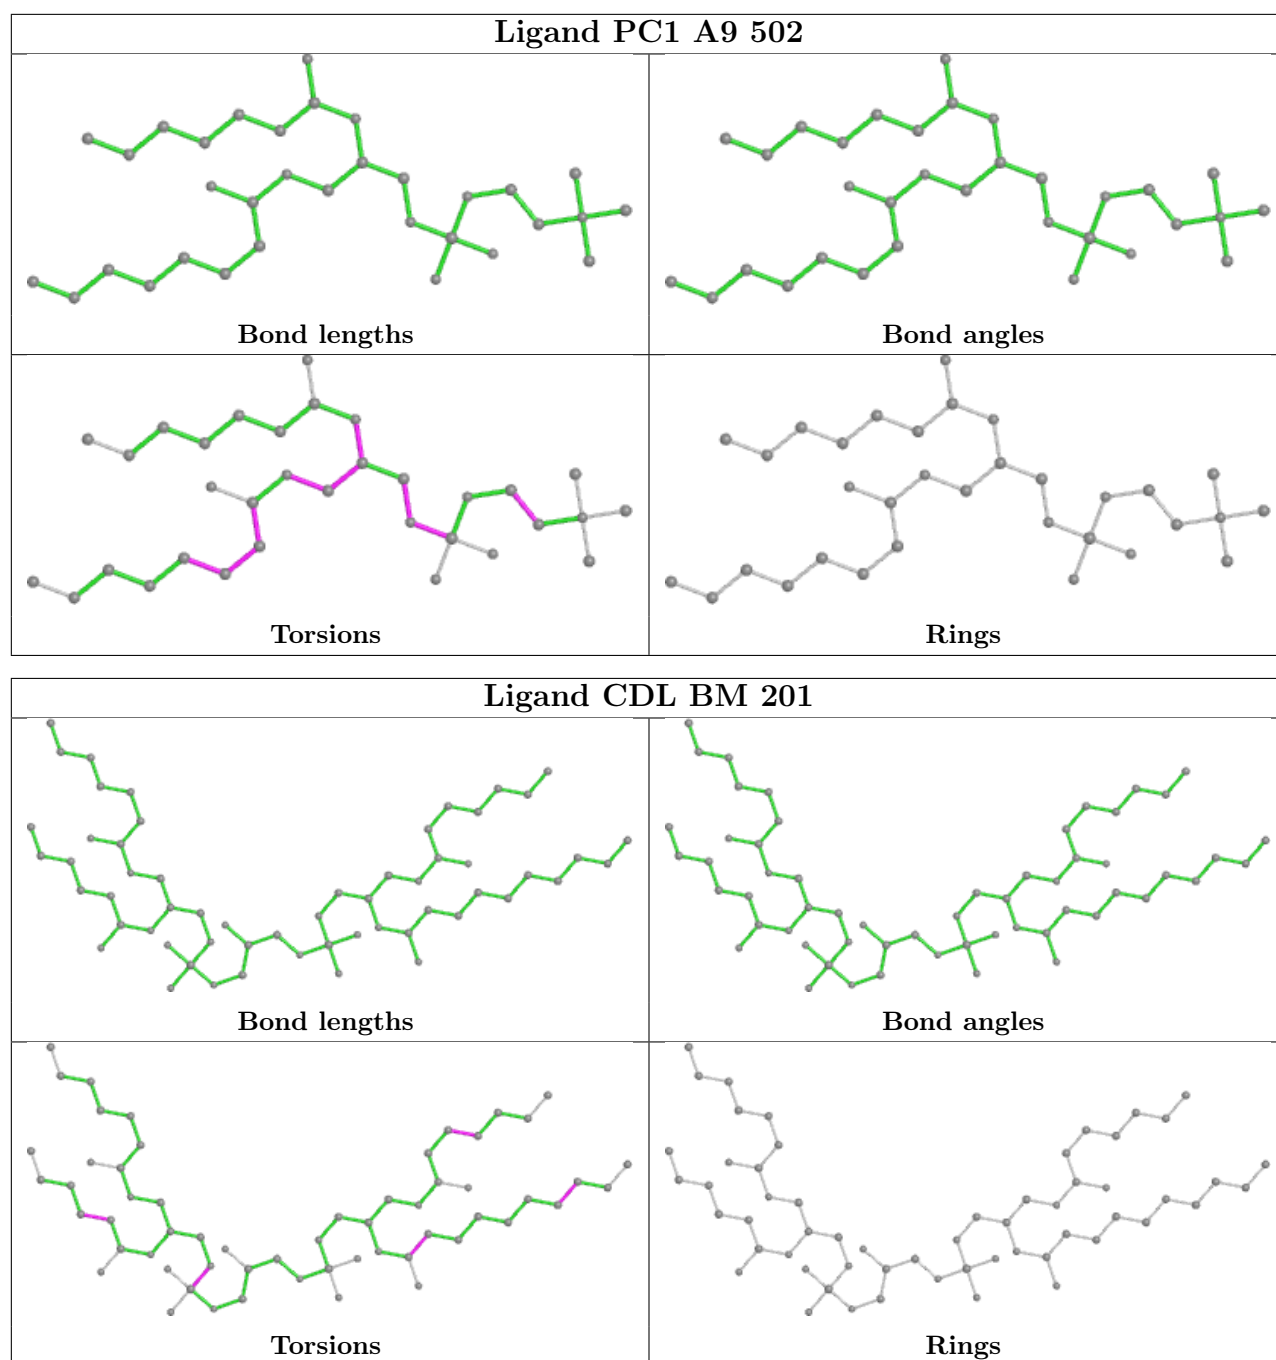 Ligand PC1 A9 502
Bond lengths
Bond angles
Torsions
Rings
Ligand CDL BM 201
Bond lengths
Bond angles
Torsions
Rings